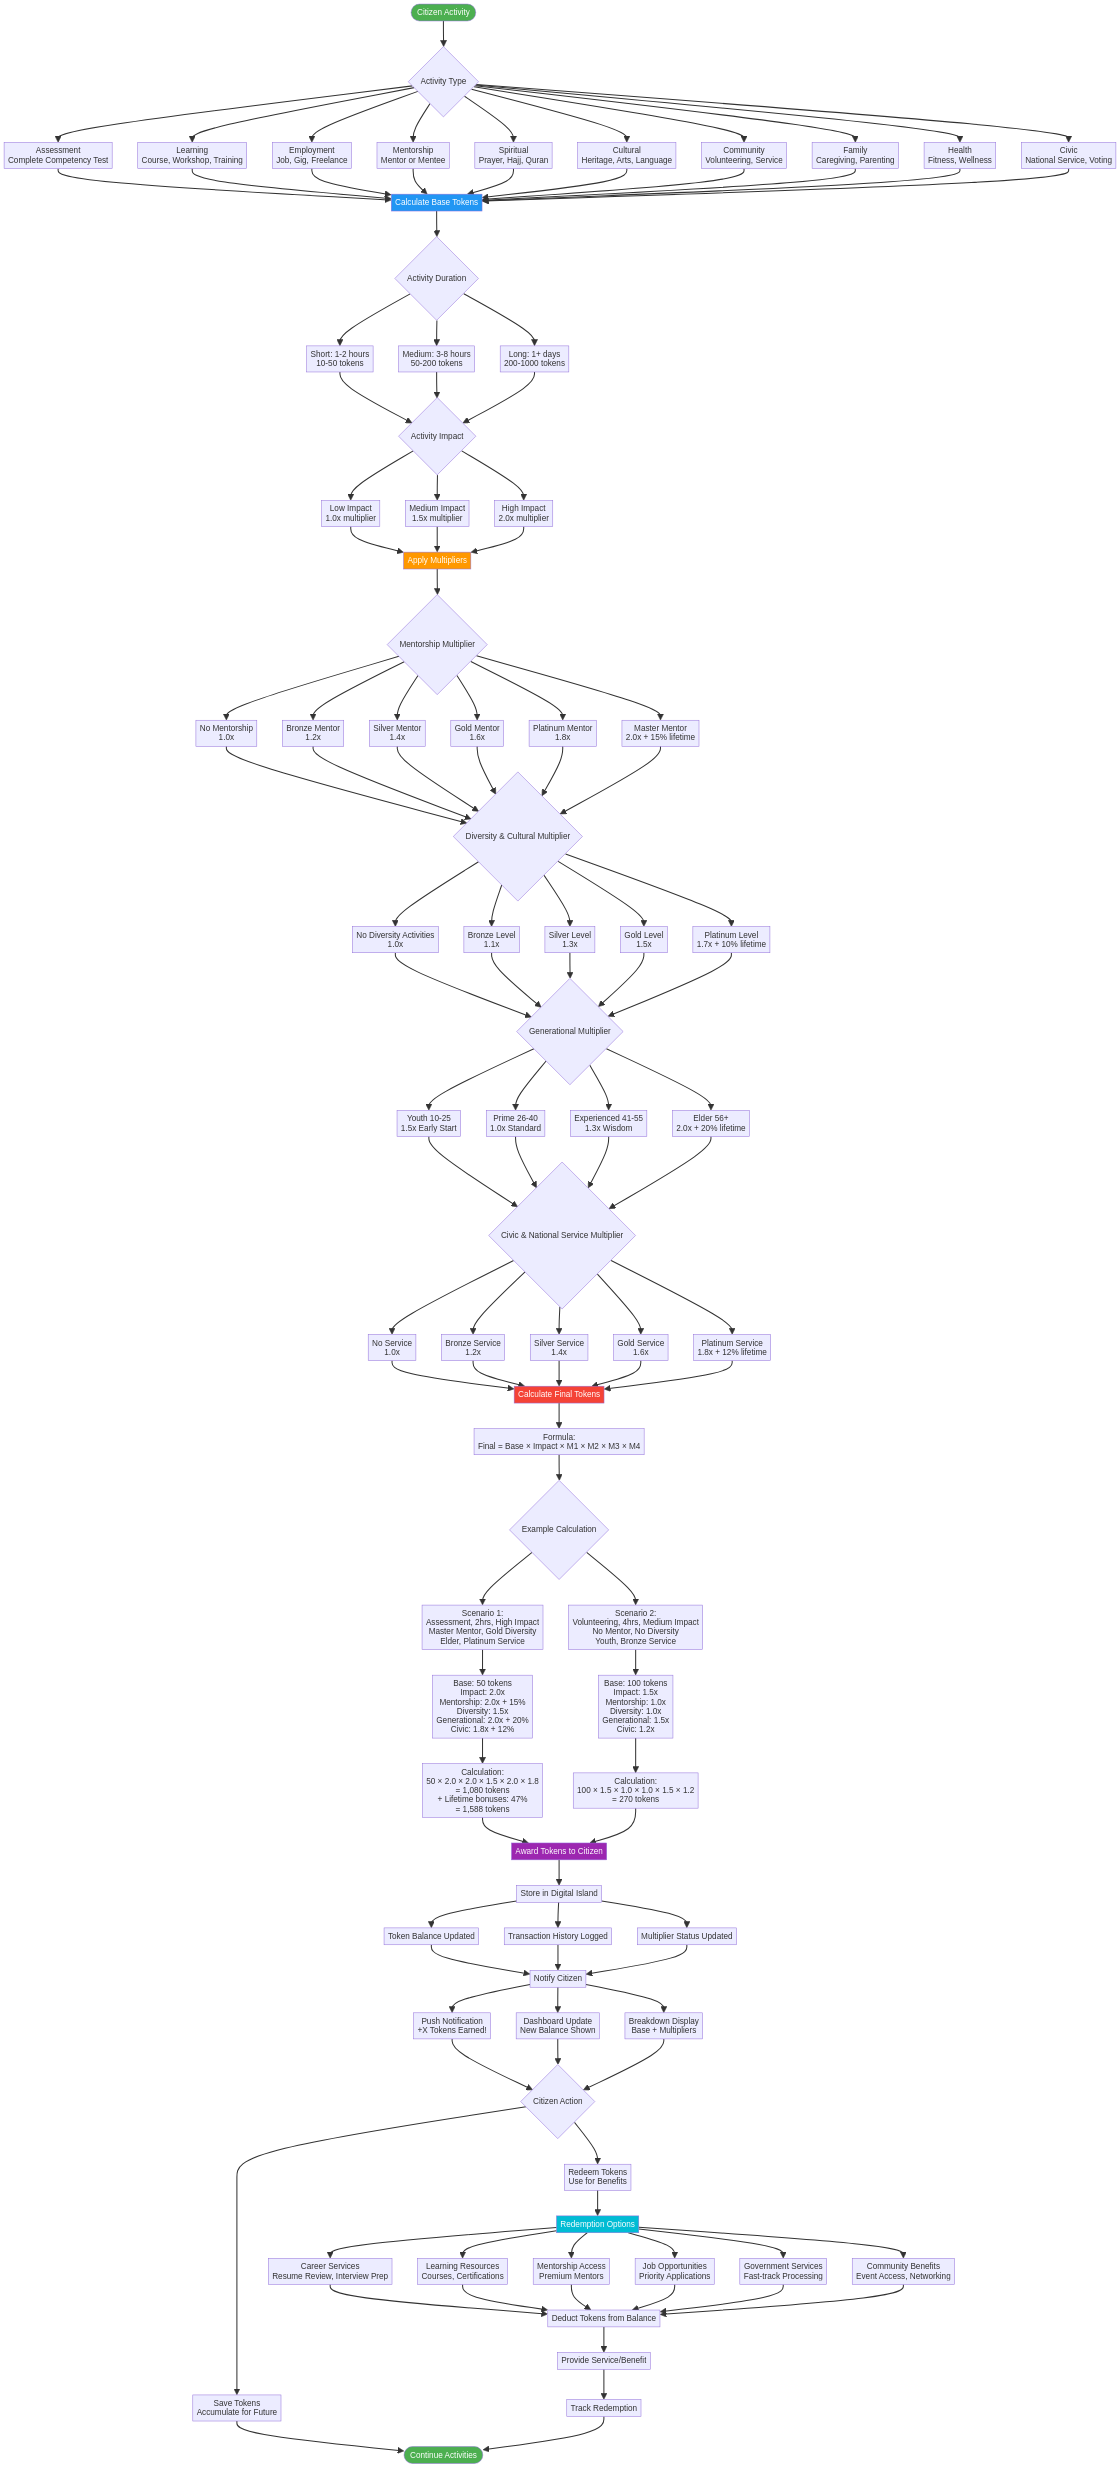 Citizen Activity
Activity Type
Assessment
Complete Competency Test
Learning
Course, Workshop, Training
Employment
Job, Gig, Freelance
Mentorship
Mentor or Mentee
Spiritual
Prayer, Hajj, Quran
Cultural
Heritage, Arts, Language
Community
Volunteering, Service
Family
Caregiving, Parenting
Health
Fitness, Wellness
Civic
National Service, Voting
Calculate Base Tokens
Activity Duration
Short: 1-2 hours
10-50 tokens
Medium: 3-8 hours
50-200 tokens
Long: 1+ days
200-1000 tokens
Activity Impact
Low Impact
1.0x multiplier
Medium Impact
1.5x multiplier
High Impact
2.0x multiplier
Apply Multipliers
Mentorship Multiplier
No Mentorship
1.0x
Bronze Mentor
1.2x
Silver Mentor
1.4x
Gold Mentor
1.6x
Platinum Mentor
1.8x
Master Mentor
2.0x + 15% lifetime
Diversity & Cultural Multiplier
No Diversity Activities
1.0x
Bronze Level
1.1x
Silver Level
1.3x
Gold Level
1.5x
Platinum Level
1.7x + 10% lifetime
Generational Multiplier
Youth 10-25
1.5x Early Start
Prime 26-40
1.0x Standard
Experienced 41-55
1.3x Wisdom
Elder 56+
2.0x + 20% lifetime
Civic & National Service Multiplier
No Service
1.0x
Bronze Service
1.2x
Silver Service
1.4x
Gold Service
1.6x
Platinum Service
1.8x + 12% lifetime
Calculate Final Tokens
Formula:
Final = Base × Impact × M1 × M2 × M3 × M4
Example Calculation
Scenario 1:
Assessment, 2hrs, High Impact
Master Mentor, Gold Diversity
Elder, Platinum Service
Scenario 2:
Volunteering, 4hrs, Medium Impact
No Mentor, No Diversity
Youth, Bronze Service
Base: 50 tokens
Impact: 2.0x
Mentorship: 2.0x + 15%
Diversity: 1.5x
Generational: 2.0x + 20%
Civic: 1.8x + 12%
Base: 100 tokens
Impact: 1.5x
Mentorship: 1.0x
Diversity: 1.0x
Generational: 1.5x
Civic: 1.2x
Calculation:
50 × 2.0 × 2.0 × 1.5 × 2.0 × 1.8
= 1,080 tokens
+ Lifetime bonuses: 47%
= 1,588 tokens
Calculation:
100 × 1.5 × 1.0 × 1.0 × 1.5 × 1.2
= 270 tokens
Award Tokens to Citizen
Store in Digital Island
Token Balance Updated
Transaction History Logged
Multiplier Status Updated
Notify Citizen
Push Notification
+X Tokens Earned!
Dashboard Update
New Balance Shown
Breakdown Display
Base + Multipliers
Citizen Action
Redeem Tokens
Use for Benefits
Redemption Options
Career Services
Resume Review, Interview Prep
Learning Resources
Courses, Certifications
Mentorship Access
Premium Mentors
Job Opportunities
Priority Applications
Government Services
Fast-track Processing
Community Benefits
Event Access, Networking
Deduct Tokens from Balance
Provide Service/Benefit
Save Tokens
Accumulate for Future
Track Redemption
Continue Activities